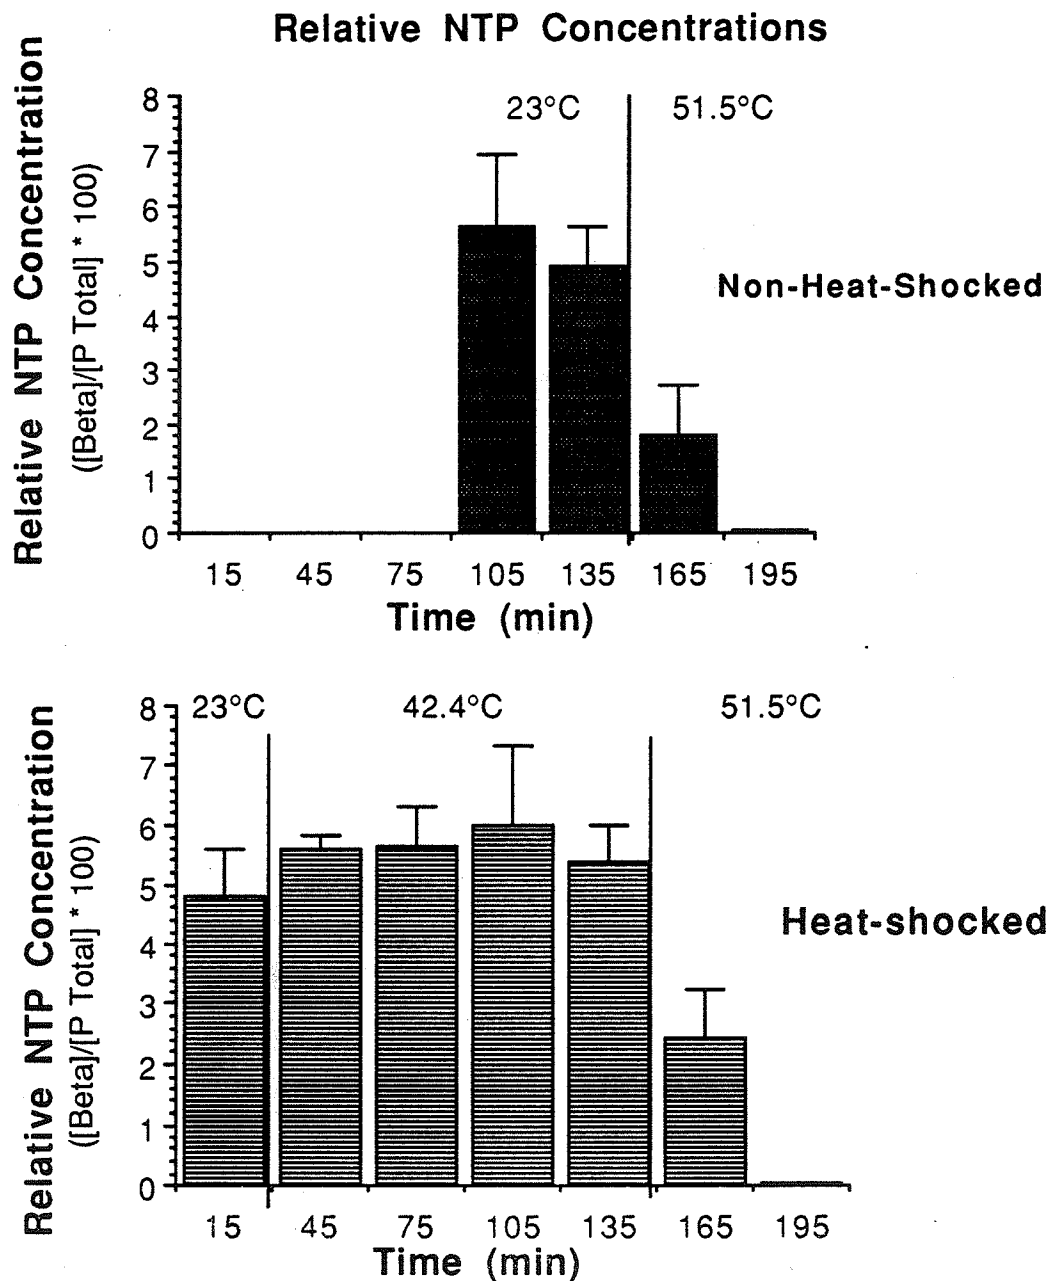 Relative NTP Concentrations
Relative NTP Concentration
([Beta]/[P Total] * 100)
8
7
6
5
4
3
2
1
0
23°C
51.5°C
Non-Heat-Shocked
15 45 75 105 135 165 195
Time (min)
Relative NTP Concentration
([Beta]/[P Total] * 100)
8
7
6
5
4
3
2
1
0
23°C
42.4°C
51.5°C
Heat-shocked
15 45 75 105 135 165 195
Time (min)